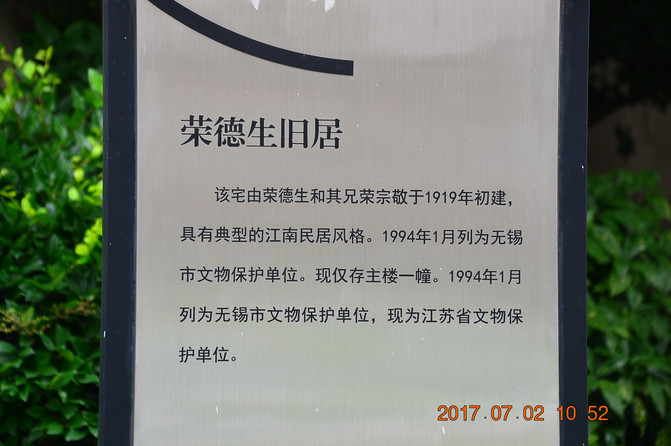 荣德生旧居
该宅由荣德生和其兄荣宗敬于1919年初建，
具有典型的江南民居风格。1994年1月列为无锡
市文物保护单位。现仅存主楼一幢。1994年1月
列为无锡市文物保护单位，现为江苏省文物保
护单位。
2017.07.02 10 52